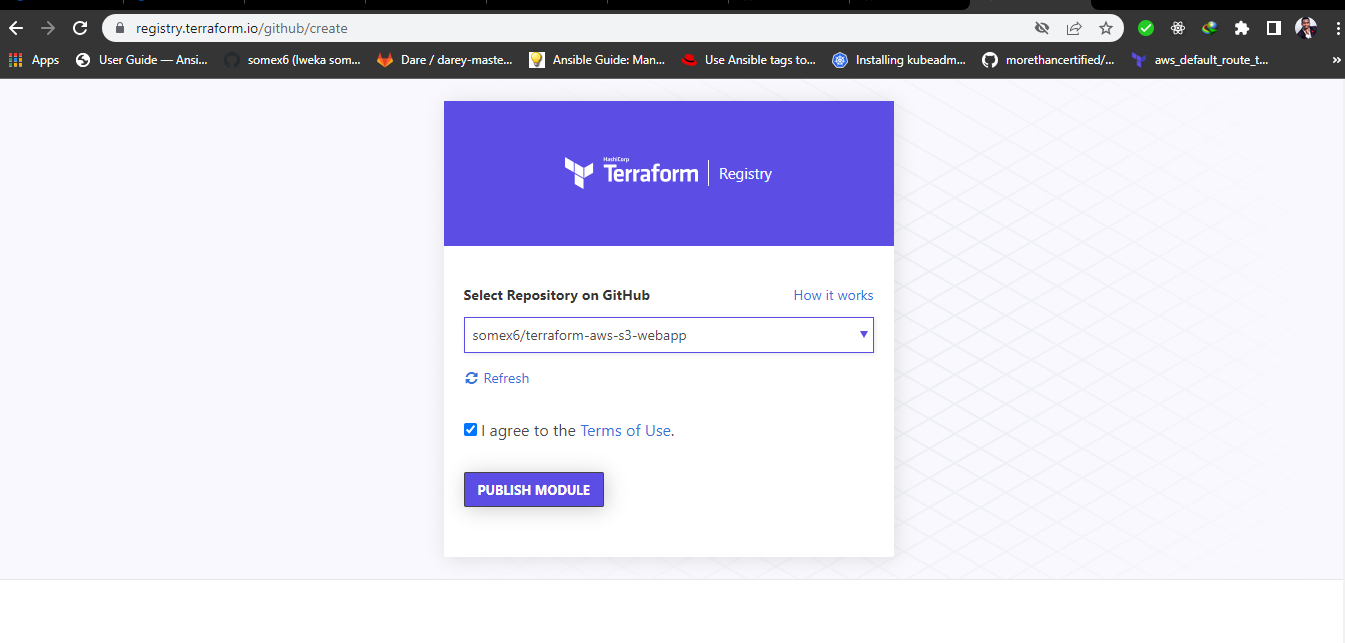 registry.terraform.io/github/create
Apps
User Guide — Ansi...
somex6 (Iweka som...
Dare / darey-maste...
Ansible Guide: Man...
Use Ansible tags to...
Installing kubeadm...
morethancertified/...
aws_default_route_t...
»
HashiCorp
Terraform
Registry
Select Repository on GitHub
How it works
somex6/terraform-aws-s3-webapp
Refresh
I agree to the Terms of Use.
PUBLISH MODULE